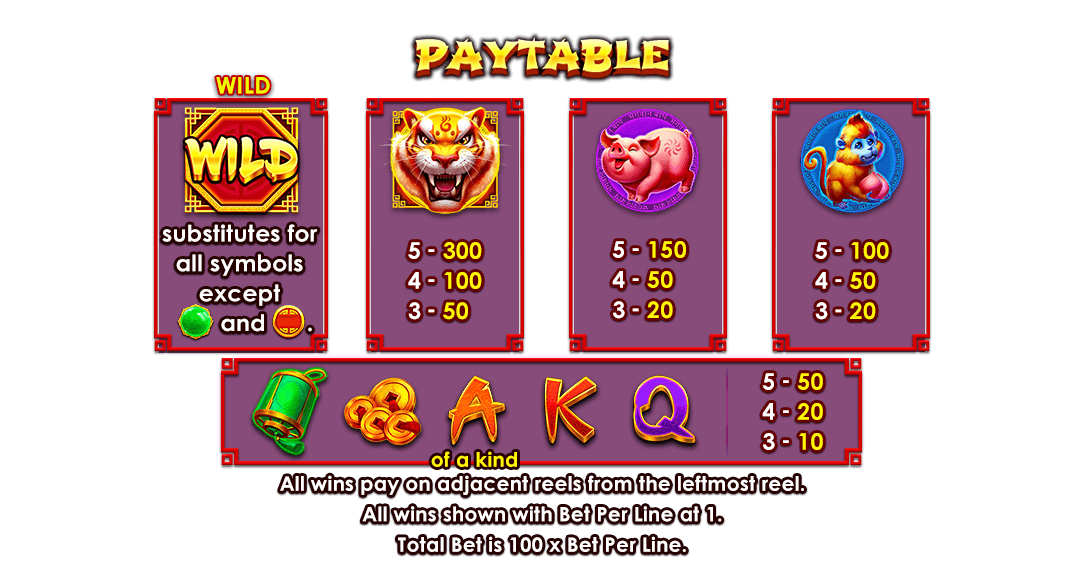 PAYTABLE
WILD
WILD
substitutes for
all symbols
except
and .
5 - 300
4 - 100
3 - 50
5 - 150
4 - 50
3 - 20
5 - 100
4 - 50
3 - 20
A K Q
5 - 50
4 - 20
3 - 10
of a kind
All wins pay on adjacent reels from the leftmost reel.
All wins shown with Bet Per Line at 1.
Total Bet is 100 x Bet Per Line.